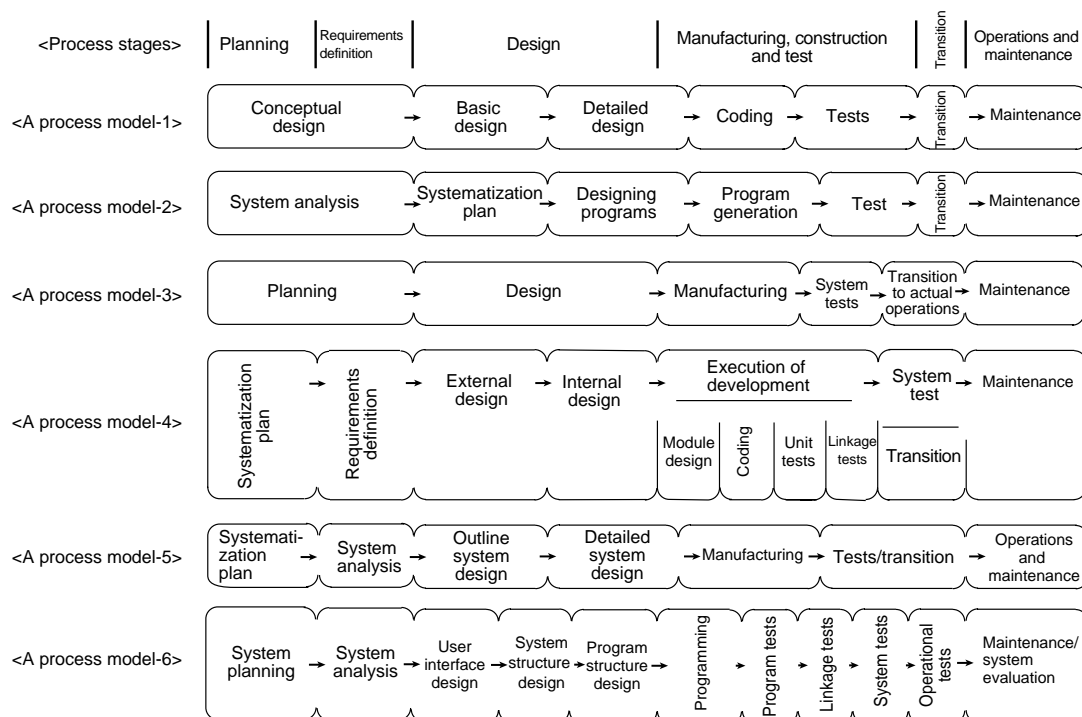 <Process stages>
Planning
Requirements
definition
Design
Manufacturing, construction
and test
Transition
Operations and
maintenance
<A process model-1>
Conceptual
design
Basic
design
Detailed
design
Coding
Tests
Transition
Maintenance
<A process model-2>
System analysis
Systematization
plan
Designing
programs
Program
generation
Test
Transition
Maintenance
<A process model-3>
Planning
Design
Manufacturing
System
tests
Transition
to actual
operations
Maintenance
<A process model-4>
Systematization
plan
Requirements
definition
External
design
Internal
design
Execution of
development
Module
design
Coding
Unit
tests
Linkage
tests
System
test
Transition
Maintenance
<A process model-5>
Systemati-
zation
plan
System
analysis
Outline
system
design
Detailed
system
design
Manufacturing
Tests/transition
Operations
and
maintenance
<A process model-6>
System
planning
System
analysis
User
interface
design
System
structure
design
Program
structure
design
Programming
Program tests
Linkage tests
System tests
Operational
tests
Maintenance/
system
evaluation